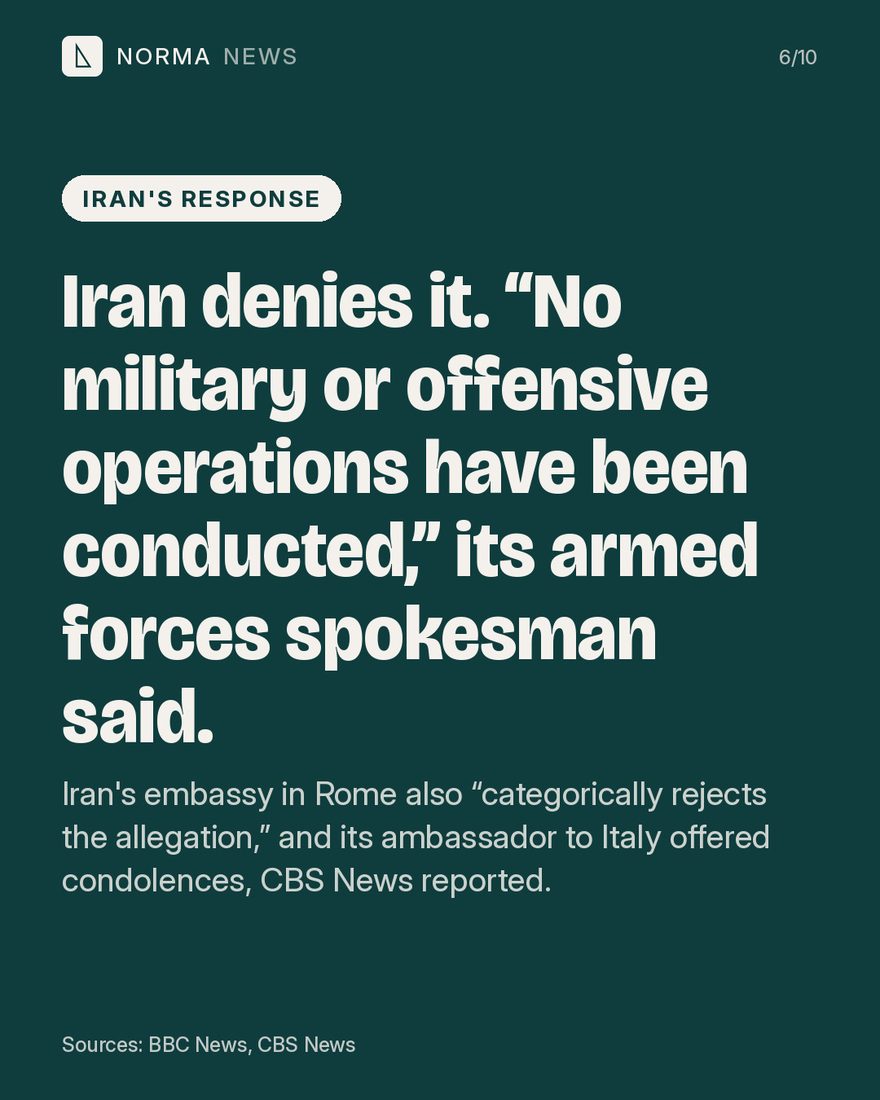 NORMA NEWS
6/10
IRAN'S RESPONSE
Iran denies it. “No
military or offensive
operations have been
conducted,” its armed
forces spokesman
said.
Iran's embassy in Rome also “categorically rejects
the allegation,” and its ambassador to Italy offered
condolences, CBS News reported.
Sources: BBC News, CBS News